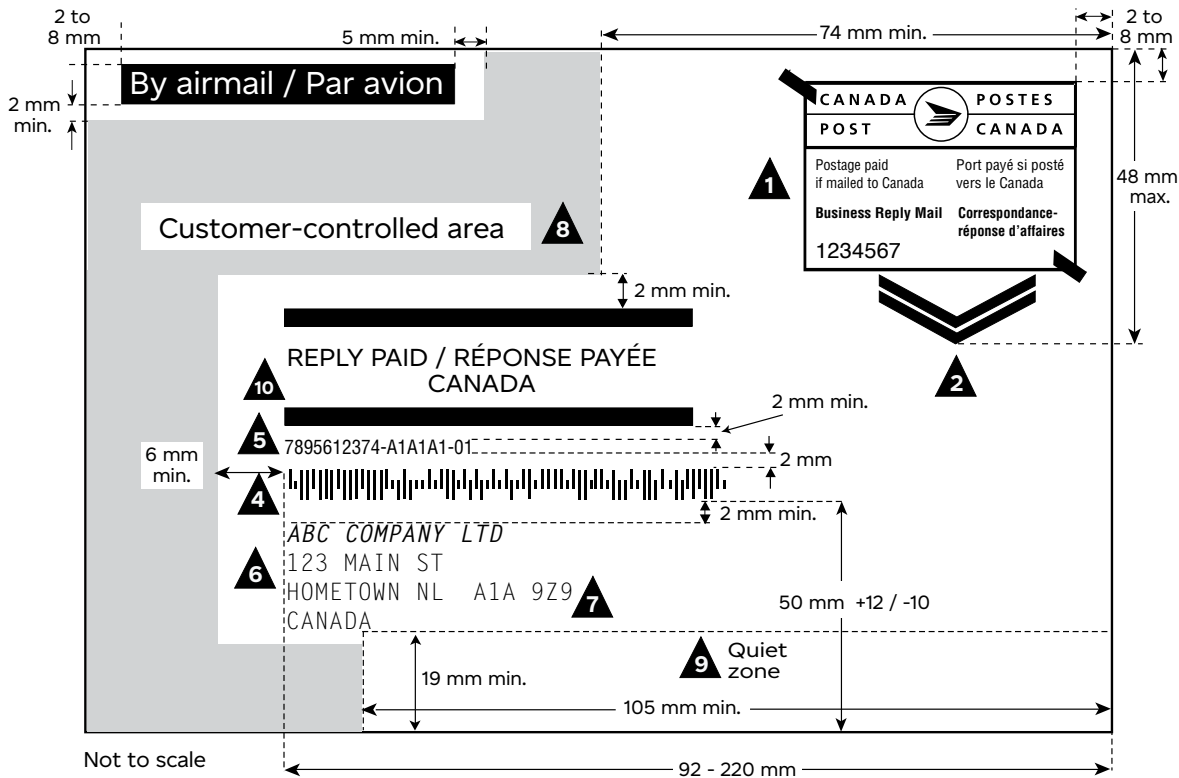 2 to
8 mm
5 mm min.
74 mm min.
2 to
8 mm
By airmail / Par avion
2 mm
min.
CANADA POSTES
POST CANADA
1
Postage paid
if mailed to Canada
Port payé si posté
vers le Canada
Business Reply Mail
Correspondance-
réponse d'affaires
1234567
48 mm
max.
Customer-controlled area
8
2 mm min.
2
REPLY PAID / RÉPONSE PAYÉE
CANADA
10
2 mm min.
5
7895612374-A1A1A1-01
6 mm
min.
2 mm
4
2 mm min.
ABC COMPANY LTD
6
123 MAIN ST
HOMETOWN NL A1A 9Z9
7
CANADA
50 mm +12 / -10
9
Quiet
zone
19 mm min.
105 mm min.
Not to scale
92 - 220 mm